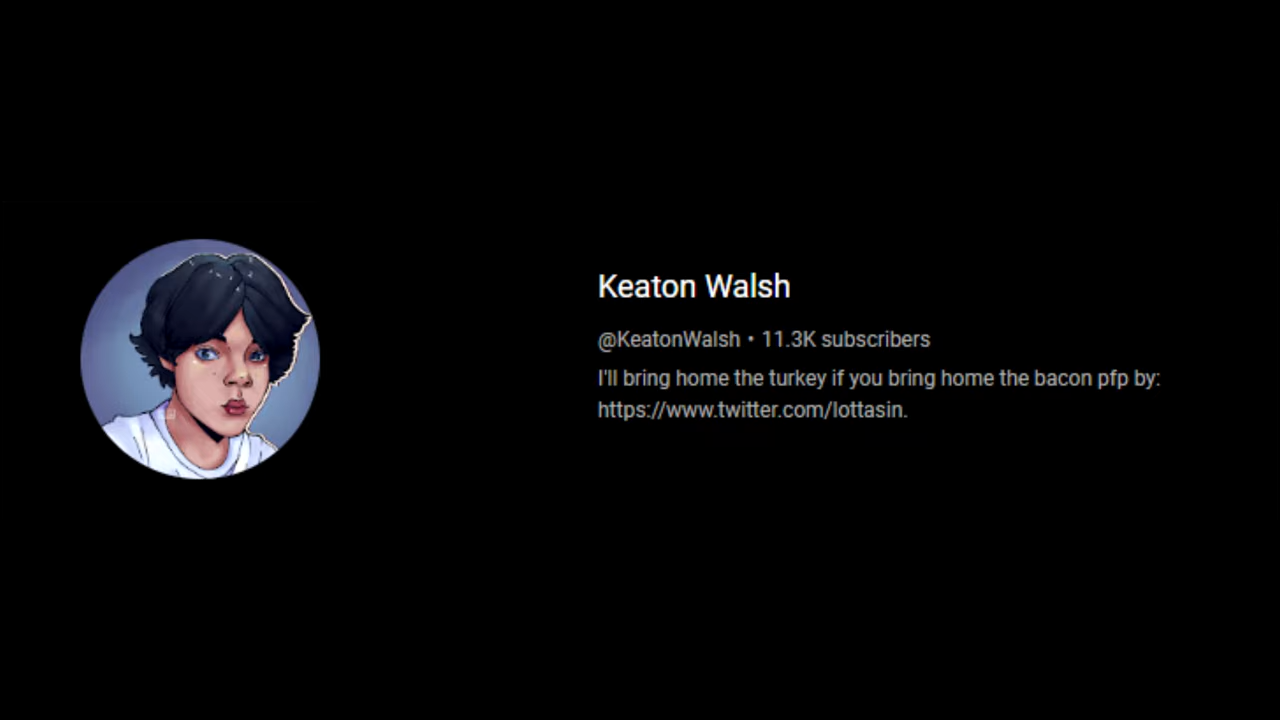 Keaton Walsh
@KeatonWalsh • 11.3K subscribers
I'll bring home the turkey if you bring home the bacon pfp by:
https://www.twitter.com/lottasin.